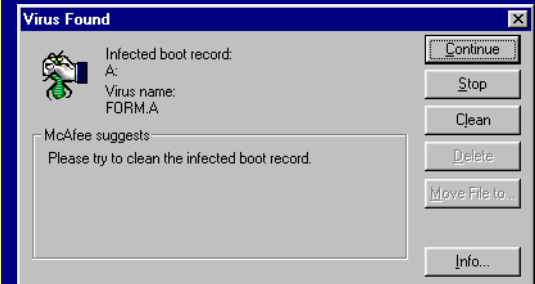 Virus Found
Infected boot record:
A:
Virus name:
FORM.A
McAfee suggests
Please try to clean the infected boot record.
Continue
Stop
Clean
Delete
Move File to...
Info...